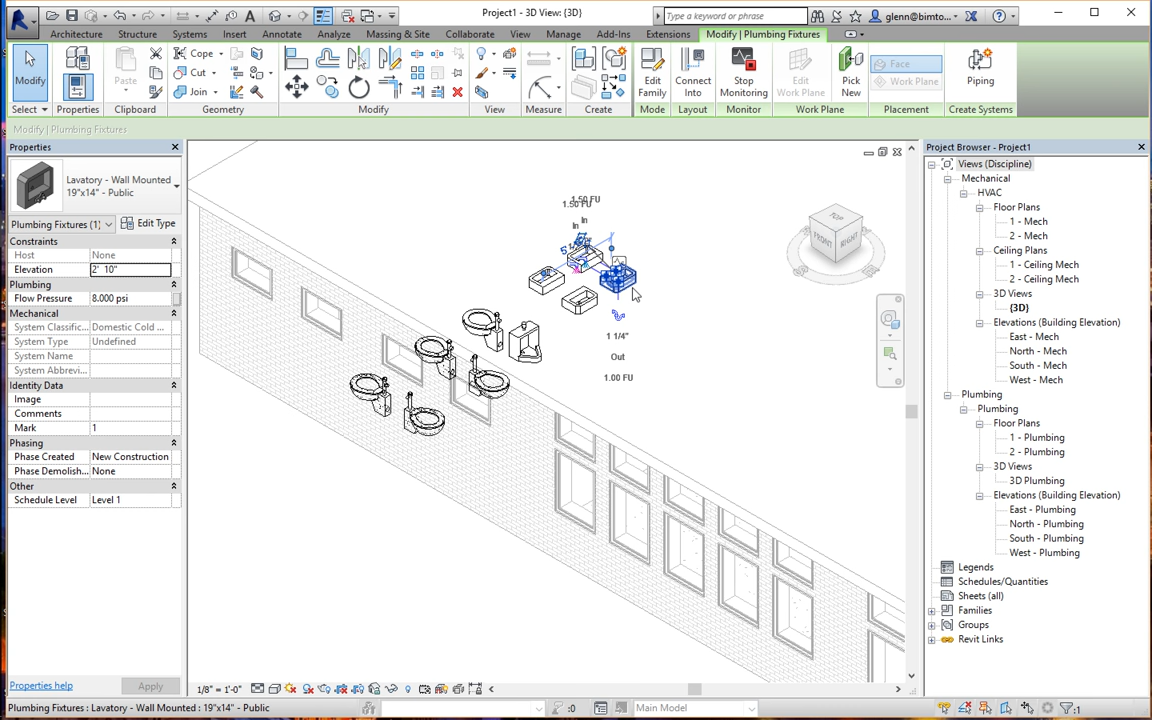 Project1 - 3D View: {3D}
Type a keyword or phrase
glenn@bimto...
Architecture
Structure
Systems
Insert
Annotate
Analyze
Massing & Site
Collaborate
View
Manage
Add-Ins
Extensions
Modify | Plumbing Fixtures
Modify
Properties
Paste
Cope
Cut
Join
Edit Family
Connect Into
Stop Monitoring
Edit Work Plane
Pick New
Face
Work Plane
Piping
Select
Properties
Clipboard
Geometry
Modify
View
Measure
Create
Mode
Layout
Monitor
Work Plane
Placement
Create Systems
Modify | Plumbing Fixtures
Properties
Lavatory - Wall Mounted
19"x14" - Public
Plumbing Fixtures (1)
Edit Type
Constraints
Host None
Elevation 2' 10"
Plumbing
Flow Pressure 8.000 psi
Mechanical
System Classific... Domestic Cold ...
System Type Undefined
System Name
System Abbrevi...
Identity Data
Image
Comments
Mark 1
Phasing
Phase Created New Construction
Phase Demolish... None
Other
Schedule Level Level 1
Properties help
Apply
1.50 FU
1.50 FU
In
In
1 1/4"
Out
1.00 FU
TOP
FRONT
RIGHT
Project Browser - Project1
Views (Discipline)
Mechanical
HVAC
Floor Plans
1 - Mech
2 - Mech
Ceiling Plans
1 - Ceiling Mech
2 - Ceiling Mech
3D Views
{3D}
Elevations (Building Elevation)
East - Mech
North - Mech
South - Mech
West - Mech
Plumbing
Plumbing
Floor Plans
1 - Plumbing
2 - Plumbing
3D Views
3D Plumbing
Elevations (Building Elevation)
East - Plumbing
North - Plumbing
South - Plumbing
West - Plumbing
Legends
Schedules/Quantities
Sheets (all)
Families
Groups
Revit Links
1/8" = 1'-0"
Plumbing Fixtures : Lavatory - Wall Mounted : 19"x14" - Public
:0
Main Model
:1